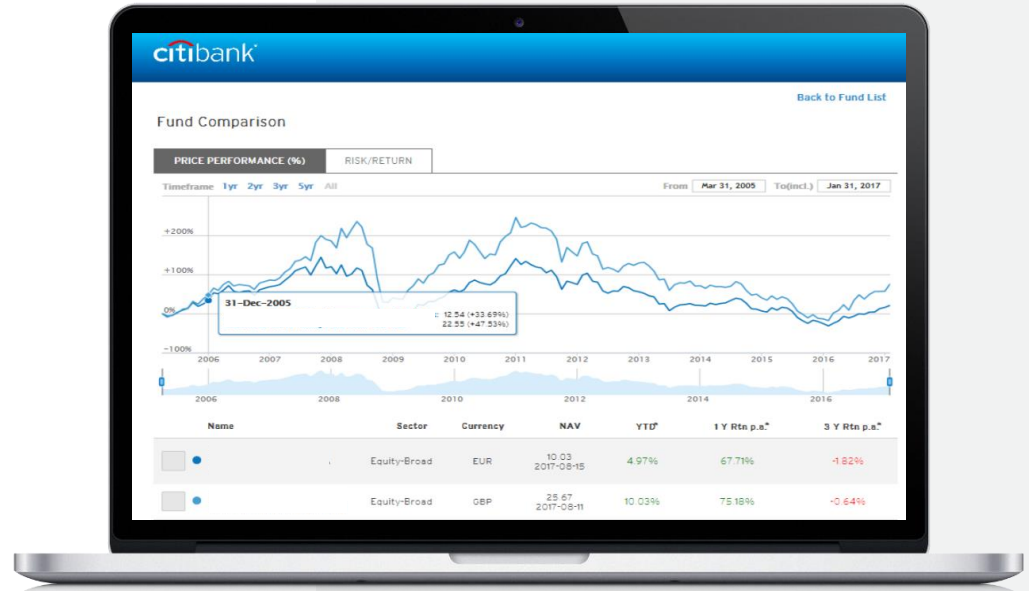 citibank
Back to Fund List
Fund Comparison
PRICE PERFORMANCE (%) RISK/RETURN
Timeframe 1yr 2yr 3yr 5yr All From Mar 31, 2005 To(incl.) Jan 31, 2017
+200%
+100%
0%
-100%
31-Dec-2005
: 12.54 (+33.69%)
22.55 (+47.53%)
2006 2007 2008 2009 2010 2011 2012 2013 2014 2015 2016 2017
2006 2008 2010 2012 2014 2016
Name Sector Currency NAV YTD* 1 Y Rtn p.a.* 3 Y Rtn p.a.*
Equity-Broad EUR 10.03 4.97% 67.71% -1.82%
2017-08-15
Equity-Broad GBP 25.67 10.03% 75.18% -0.64%
2017-08-11